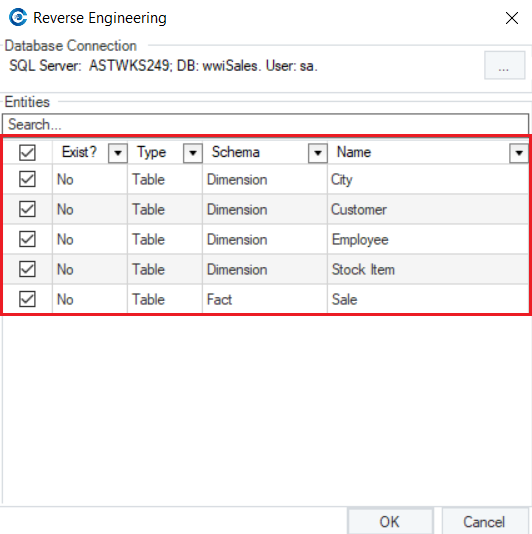 Reverse Engineering
Database Connection
SQL Server: ASTWKS249; DB: wwiSales. User: sa.
...
Entities
Search...
Exist? Type Schema Name
No Table Dimension City
No Table Dimension Customer
No Table Dimension Employee
No Table Dimension Stock Item
No Table Fact Sale
OK Cancel